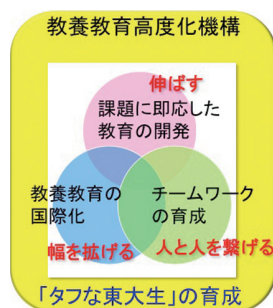 教養教育高度化機構
伸ばす
課題に即応した
教育の開発
教養教育の
国際化
チームワーク
の育成
幅を拡げる
人と人を繋げる
「タフな東大生」の育成